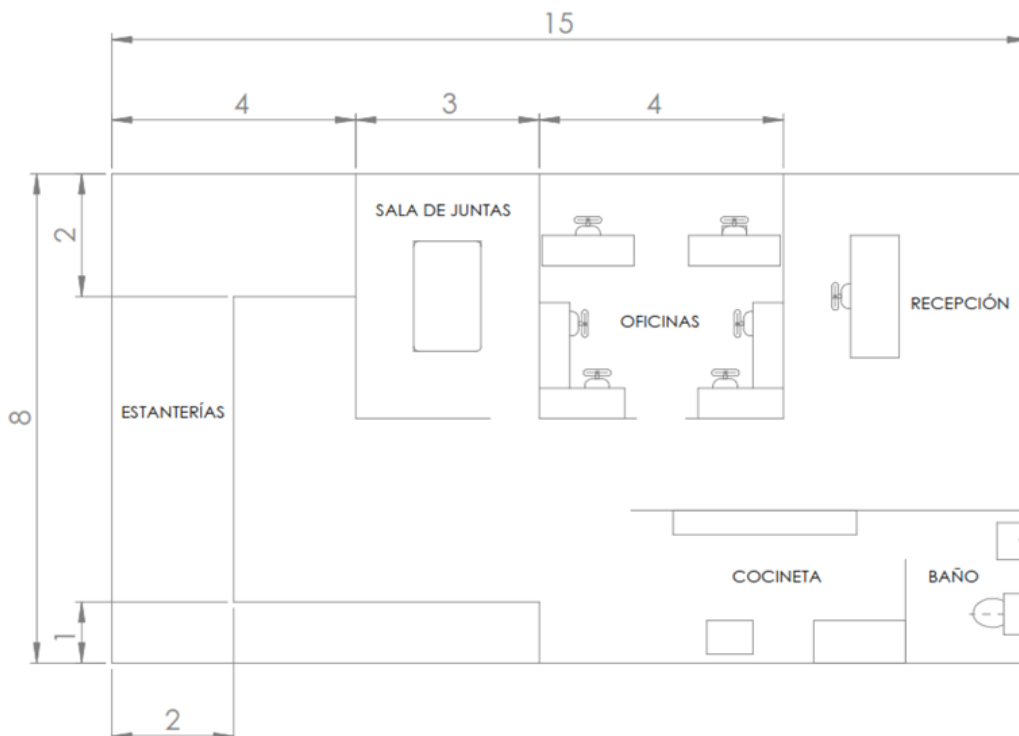 15
4
3
4
SALA DE JUNTAS
2
RECEPCIÓN
OFICINAS
ESTANTERÍAS
8
COCINETA
BAÑO
1
2